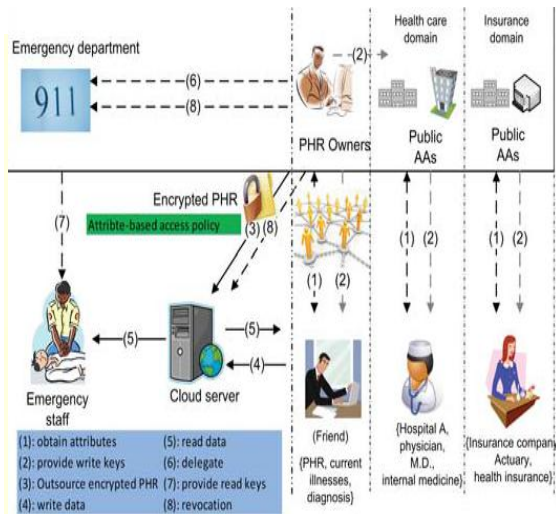 Emergency department
911
(6)
(8)
(2)
PHR Owners
Health care
domain
Public
AAs
Insurance
domain
Public
AAs
Encrypted PHR
Attribte-based access policy
(3) (8)
(7)
(5)
(5)
(4)
(1) (2)
(1) (2)
(1) (2)
Emergency
staff
Cloud server
(Friend)
{PHR, current
illnesses,
diagnosis}
{Hospital A,
physician,
M.D.,
internal medicine}
{Insurance company,
Actuary,
health insurance}
(1): obtain attributes
(2): provide write keys
(3): Outsource encrypted PHR
(4): write data
(5): read data
(6): delegate
(7): provide read keys
(8): revocation